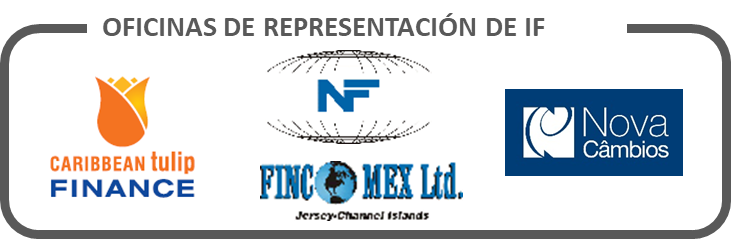 OFICINAS DE REPRESENTACIÓN DE IF
CARIBBEAN tulip
FINANCE
NF
FINCOMEX Ltd.
Jersey-Channel Islands
Nova
Câmbios